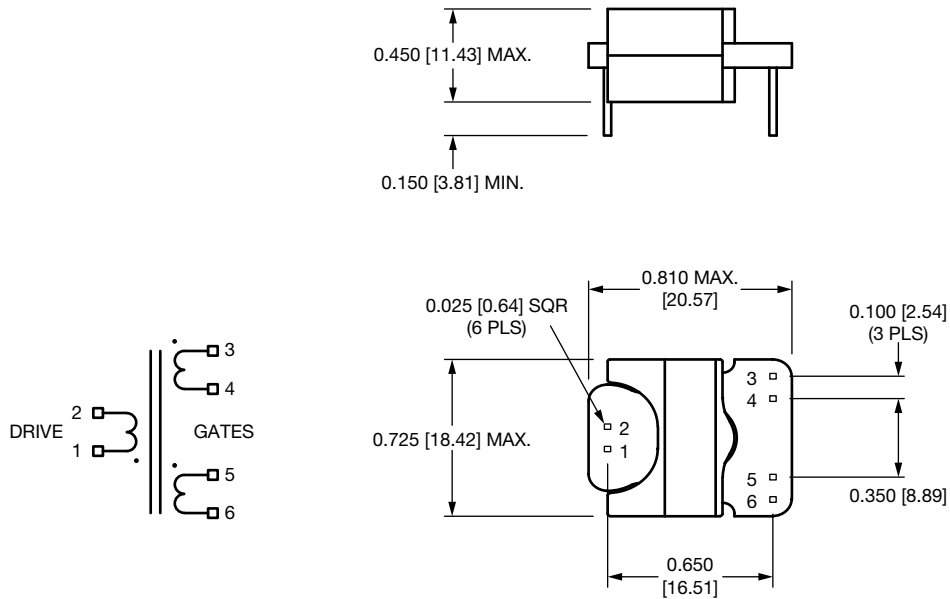 0.450 [11.43] MAX.
0.150 [3.81] MIN.
0.810 MAX.
[20.57]
0.025 [0.64] SQR
(6 PLS)
0.100 [2.54]
(3 PLS)
3
4
2
1
5
6
0.725 [18.42] MAX.
0.350 [8.89]
0.650
[16.51]
3
4
2
DRIVE
1
GATES
5
6